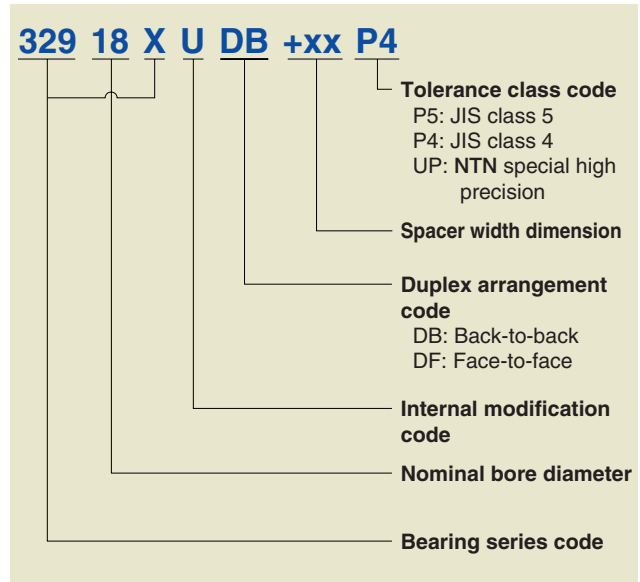 329 18 X U DB +xx P4
Tolerance class code
P5: JIS class 5
P4: JIS class 4
UP: NTN special high
precision
Spacer width dimension
Duplex arrangement
code
DB: Back-to-back
DF: Face-to-face
Internal modification
code
Nominal bore diameter
Bearing series code